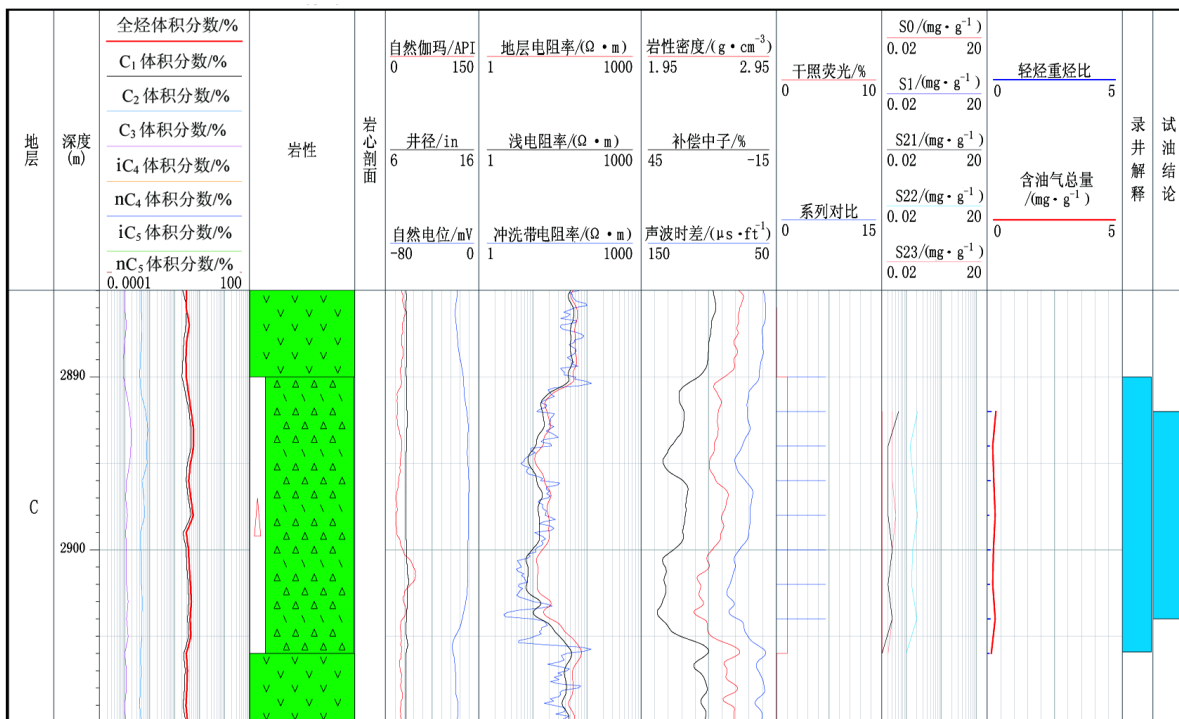 地层
深度
(m)
全烃体积分数/%
C₁体积分数/%
C₂体积分数/%
C₃体积分数/%
iC₄体积分数/%
nC₄体积分数/%
iC₅体积分数/%
nC₅体积分数/%
0.0001 100
岩性
岩心剖面
自然伽玛/API
0 150
井径/in
6 16
自然电位/mV
-80 0
地层电阻率/(Ω·m)
1 1000
浅电阻率/(Ω·m)
1 1000
冲洗带电阻率/(Ω·m)
1 1000
岩性密度/(g·cm⁻³)
1.95 2.95
补偿中子/%
45 -15
声波时差/(μs·ft⁻¹)
150 50
干照荧光/%
0 10
系列对比
0 15
S0/(mg·g⁻¹)
0.02 20
S1/(mg·g⁻¹)
0.02 20
S21/(mg·g⁻¹)
0.02 20
S22/(mg·g⁻¹)
0.02 20
S23/(mg·g⁻¹)
0.02 20
轻烃重烃比
0 5
含油气总量
/(mg·g⁻¹)
0 5
录井解释
试油结论
2890
C
2900